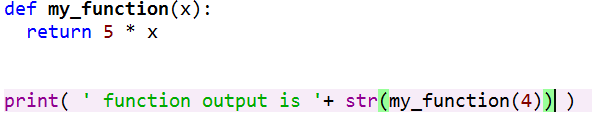 def my_function(x):
  return 5 * x
print( ' function output is '+ str(my_function(4)) )